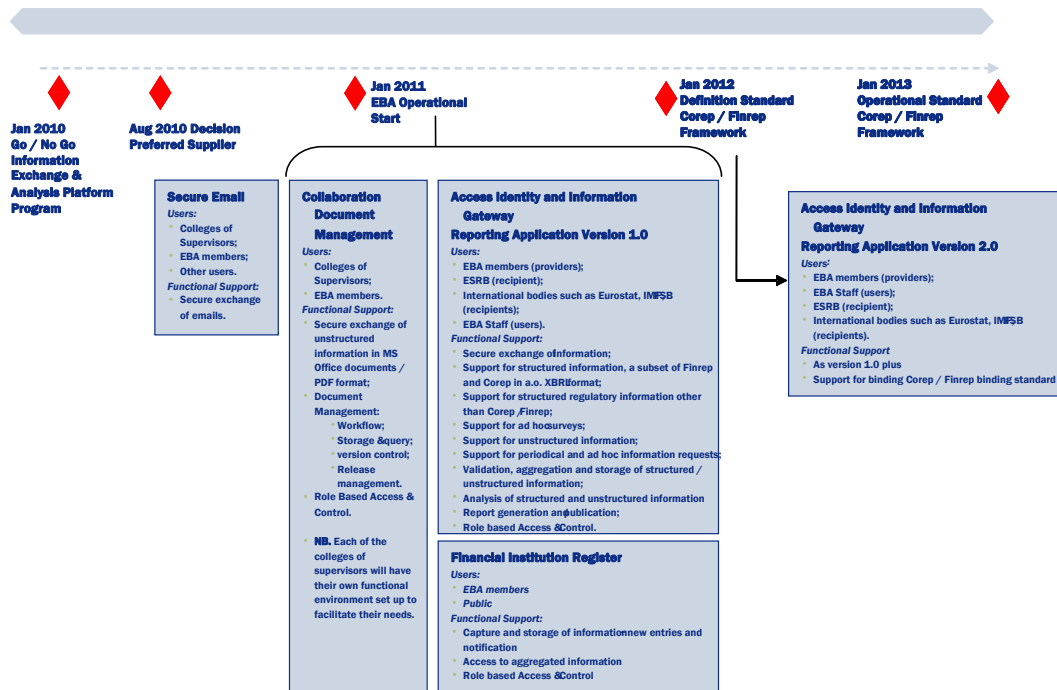 Jan 2010
Go / No Go
Information
Exchange &
Analysis Platform
Program
Aug 2010 Decision
Preferred Supplier
Jan 2011
EBA Operational
Start
Jan 2012
Definition Standard
Corep / Finrep
Framework
Jan 2013
Operational Standard
Corep / Finrep
Framework
Secure Email
Users:
Colleges of
Supervisors;
EBA members;
Other users.
Functional Support:
Secure exchange
of emails.
Collaboration
Document
Management
Users:
Colleges of
Supervisors;
EBA members.
Functional Support:
Secure exchange of
unstructured
information in MS
Office documents /
PDF format;
Document
Management:
Workflow;
Storage &query;
version control;
Release
management.
Role Based Access &
Control.
NB. Each of the
colleges of
supervisors will have
their own functional
environment set up to
facilitate their needs.
Access Identity and Information
Gateway
Reporting Application Version 1.0
Users:
EBA members (providers);
ESRB (recipient);
International bodies such as Eurostat, IMF,FSB
(recipients);
EBA Staff (users).
Functional Support:
Secure exchange of information;
Support for structured information, a subset of Finrep
and Corep in a.o. XBRL format;
Support for structured regulatory information other
than Corep / Finrep;
Support for ad hoc surveys;
Support for unstructured information;
Support for periodical and ad hoc information requests;
Validation, aggregation and storage of structured /
unstructured information;
Analysis of structured and unstructured information
Report generation and publication;
Role based Access & Control.
Financial Institution Register
Users:
EBA members
Public
Functional Support:
Capture and storage of information-new entries and
notification
Access to aggregated information
Role based Access & Control
Access Identity and Information
Gateway
Reporting Application Version 2.0
Users:
EBA members (providers);
EBA Staff (users);
ESRB (recipient);
International bodies such as Eurostat, IMF,FSB
(recipients).
Functional Support
As version 1.0 plus
Support for binding Corep / Finrep binding standard